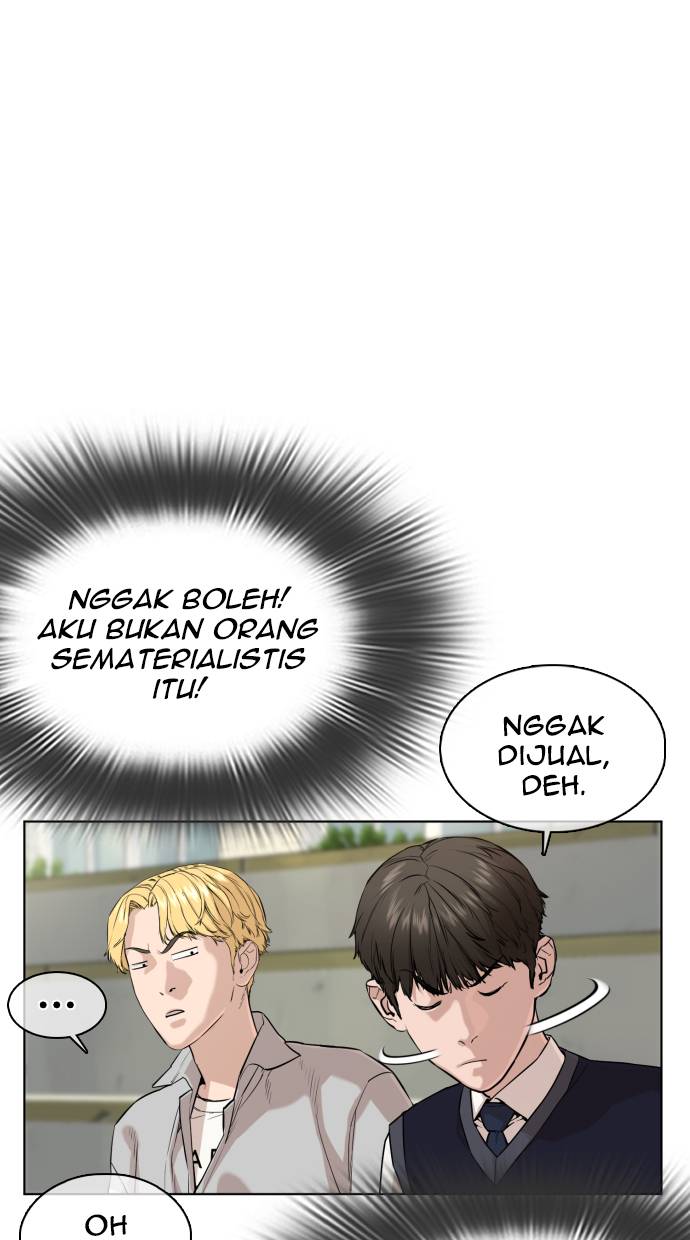 NGGAK BOLEH!
AKU BUKAN ORANG
SEMATERIALISTIS
ITU!
NGGAK
DIJUAL,
DEH.
...
OH